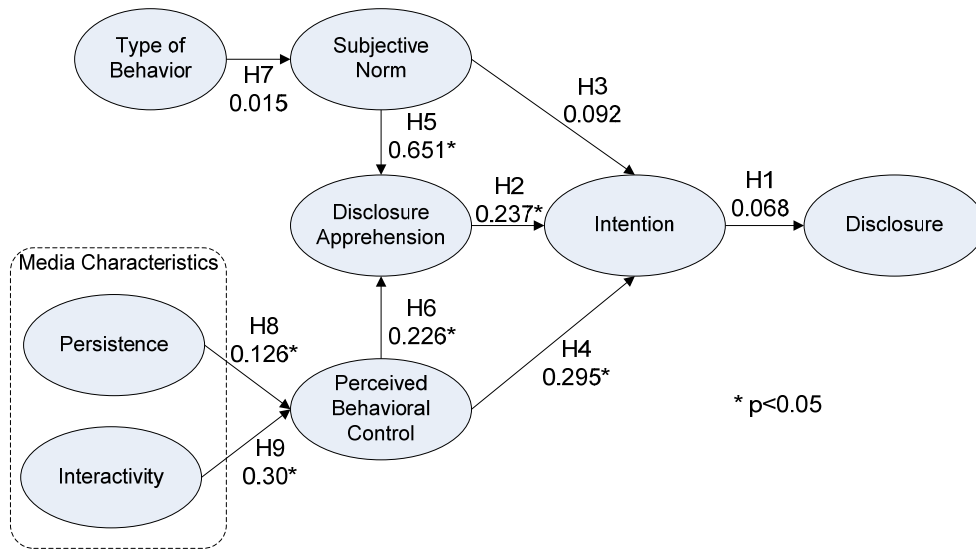 Type of
Behavior
H7
0.015
Subjective
Norm
H3
0.092
H5
0.651*
Disclosure
Apprehension
H2
0.237*
Intention
H1
0.068
Disclosure
Media Characteristics
Persistence
H8
0.126*
H6
0.226*
H4
0.295*
Perceived
Behavioral
Control
Interactivity
H9
0.30*
* p<0.05